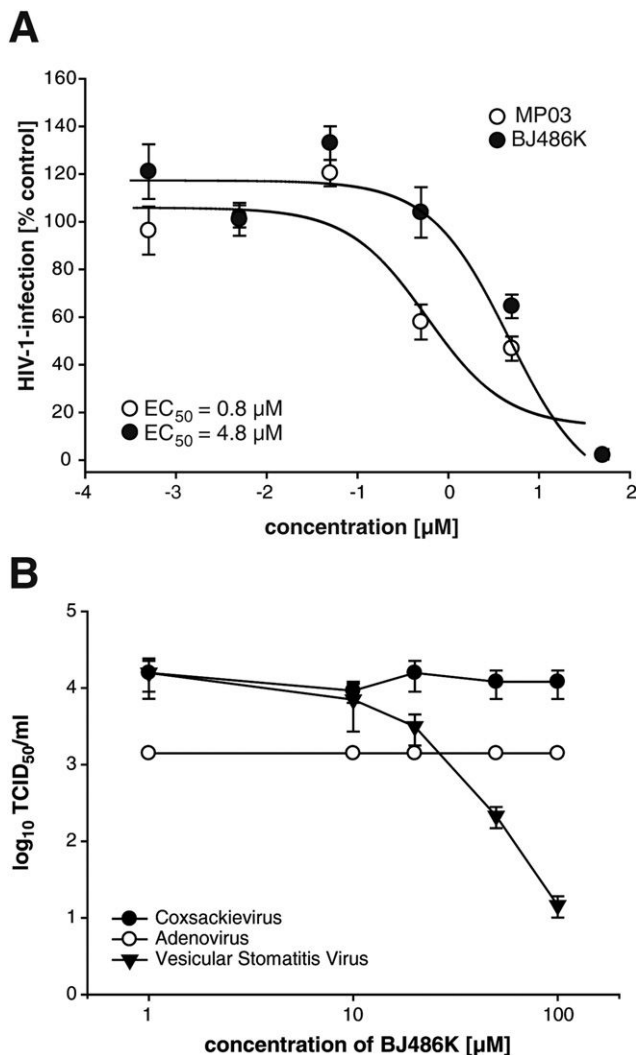 A
160
140
120
100
80
60
40
20
0
HIV-1-infection [% control]
MP03
BJ486K
EC50 = 0.8 µM
EC50 = 4.8 µM
-4 -3 -2 -1 0 1 2
concentration [µM]
B
5
4
3
2
1
0
log10 TCID50/ml
Coxsackievirus
Adenovirus
Vesicular Stomatitis Virus
1 10 100
concentration of BJ486K [µM]